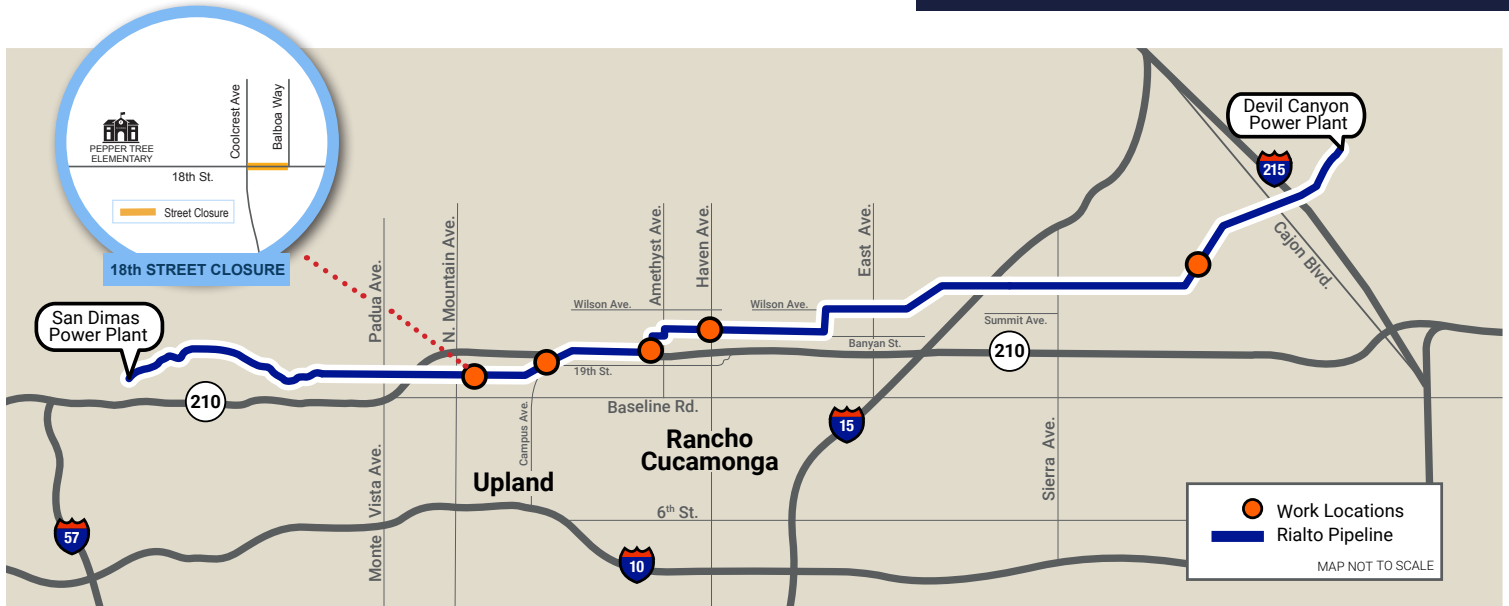 Coolcrest Ave
Balboa Way
PEPPER TREE
ELEMENTARY
18th St.
Street Closure
18th STREET CLOSURE
Devil Canyon
Power Plant
215
Cajon Blvd.
San Dimas
Power Plant
Padua Ave.
N. Mountain Ave.
Amethyst Ave.
Haven Ave.
East Ave.
Wilson Ave.
Wilson Ave.
Summit Ave.
Banyan St.
210
19th St.
210
Baseline Rd.
Campus Ave.
15
Rancho
Cucamonga
Upland
Sierra Ave.
Monte Vista Ave.
6th St.
57
10
Work Locations
Rialto Pipeline
MAP NOT TO SCALE